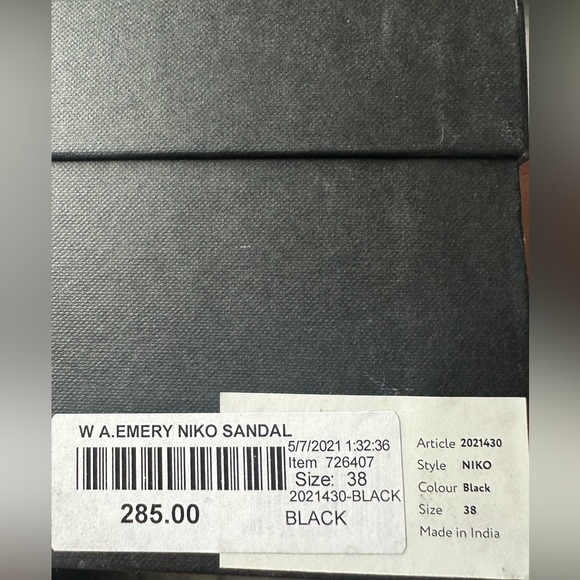 W A.EMERY NIKO SANDAL
5/7/2021 1:32:36
Item 726407
Size: 38
2021430-BLACK
285.00
BLACK
Article 2021430
Style NIKO
Colour Black
Size 38
Made in India